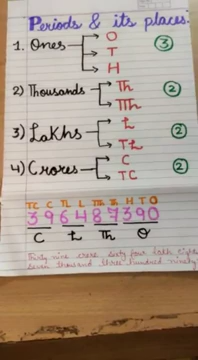 Periods & its places.
1. Ones → O
→ T
→ H
③
2) Thousands → Th
→ TTh
②
3) Lakhs → L
→ TL
②
4) Crores → C
→ TC
②
TC C TL L TTh Th H T O
3 9 6 4 8 7 3 9 0
C L Th O
Thirty nine crore sixty four lakh eighty
seven thousand three hundred ninety